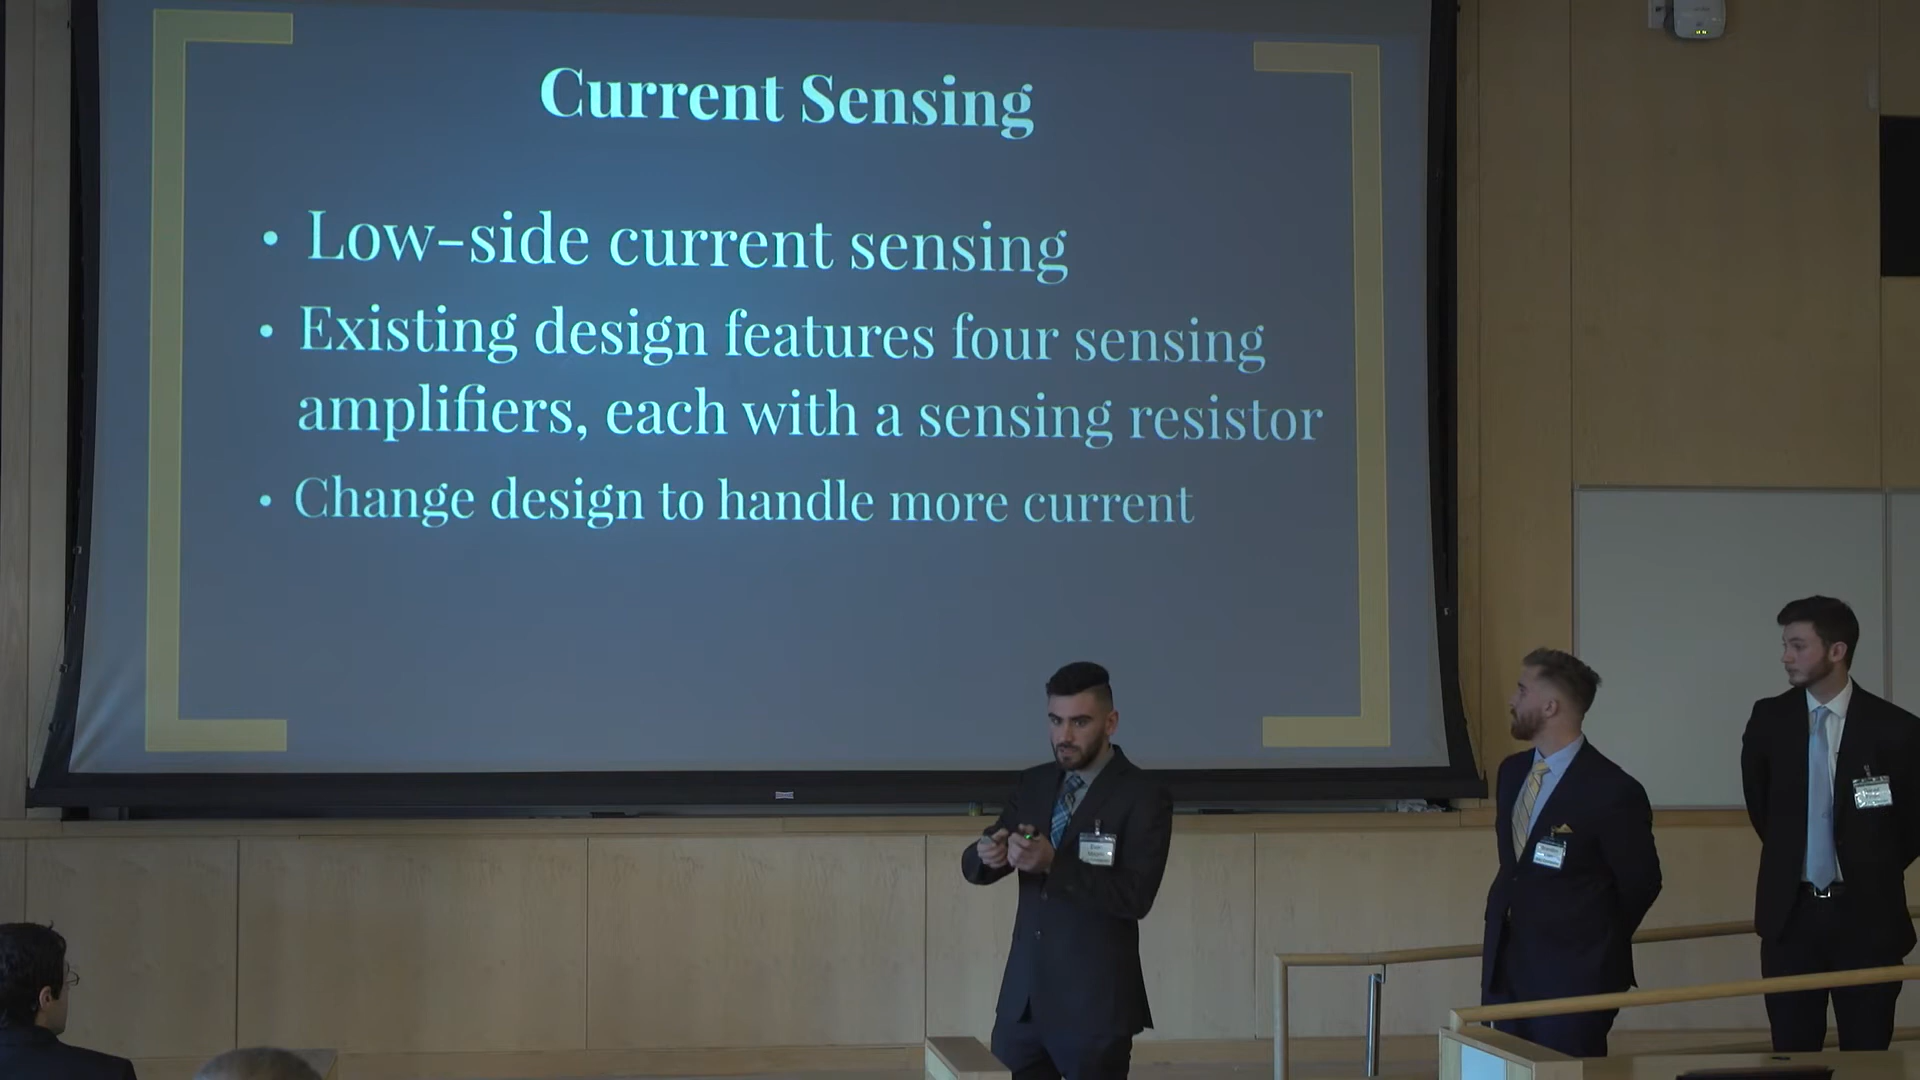 Current Sensing
• Low-side current sensing
• Existing design features four sensing
amplifiers, each with a sensing resistor
• Change design to handle more current